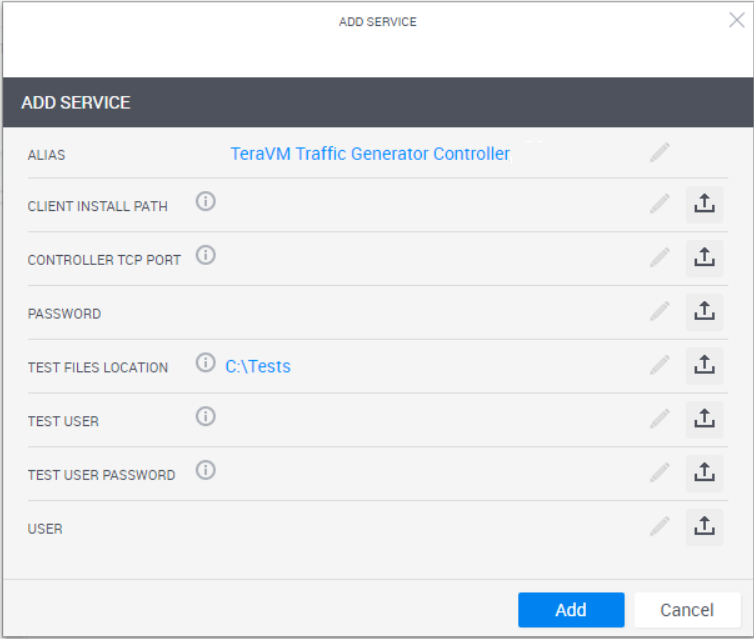 ADD SERVICE
ADD SERVICE
ALIAS TeraVM Traffic Generator Controller
CLIENT INSTALL PATH
CONTROLLER TCP PORT
PASSWORD
TEST FILES LOCATION C:\Tests
TEST USER
TEST USER PASSWORD
USER
Add Cancel